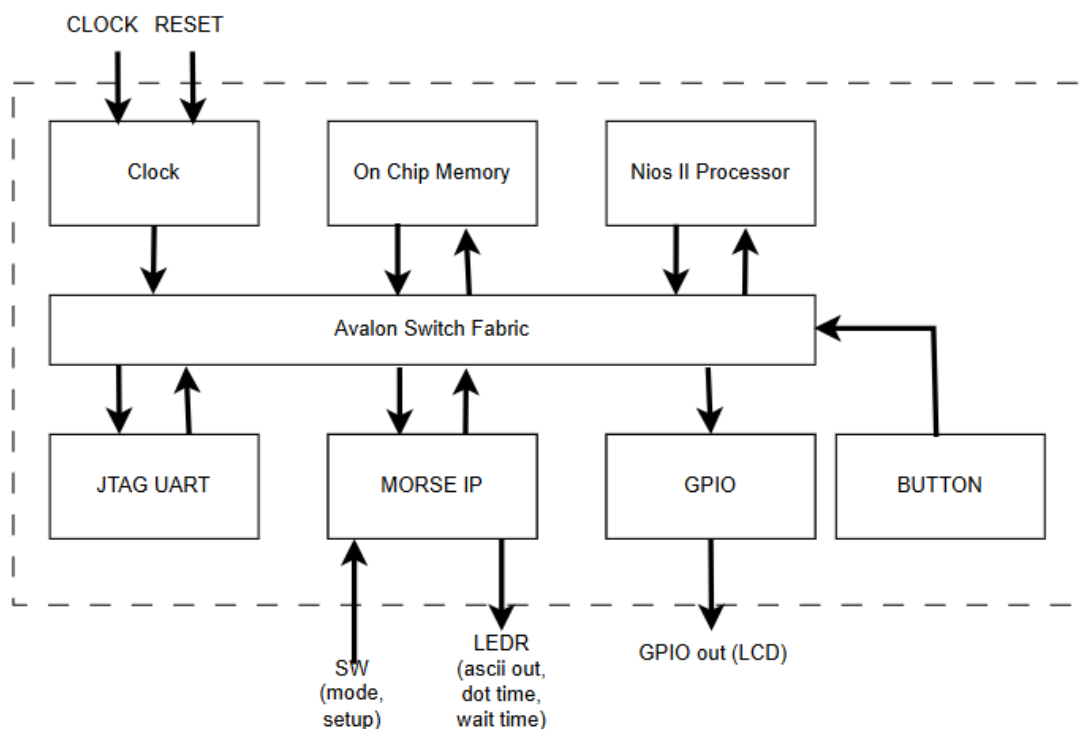 CLOCK RESET
Clock
On Chip Memory
Nios II Processor
Avalon Switch Fabric
JTAG UART
MORSE IP
GPIO
BUTTON
SW
(mode,
setup)
LEDR
(ascii out,
dot time,
wait time)
GPIO out (LCD)